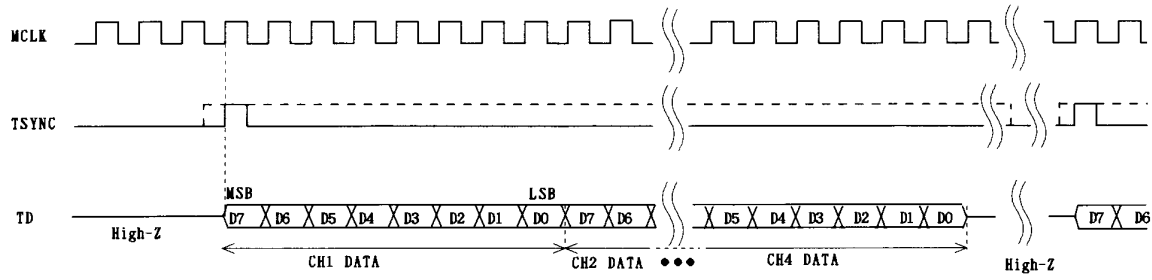 MCLK
TSYNC
MSB LSB
TD D7 D6 D5 D4 D3 D2 D1 D0 D7 D6 D5 D4 D3 D2 D1 D0 D7 D6
High-Z High-Z
CH1 DATA CH2 DATA ••• CH4 DATA